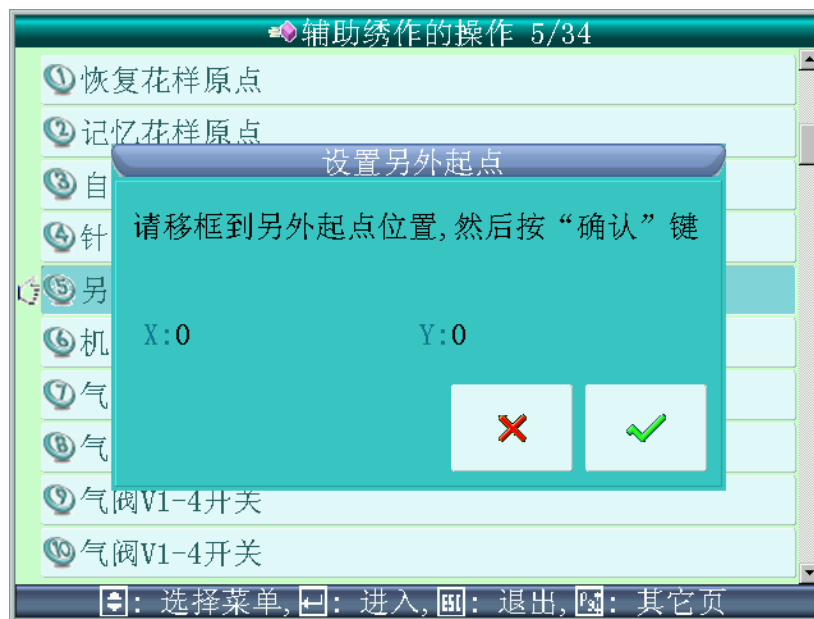 辅助绣作的操作 5/34
① 恢复花样原点
② 记忆花样原点
设置另外起点
③ 自
请移框到另外起点位置,然后按“确认”键
④ 针
⑤ 另
X:0 Y:0
⑥ 机
⑦ 气
⑧ 气
⑨ 气阀V1-4开关
⑩ 气阀V1-4开关
: 选择菜单, : 进入, ESC: 退出, : 其它页